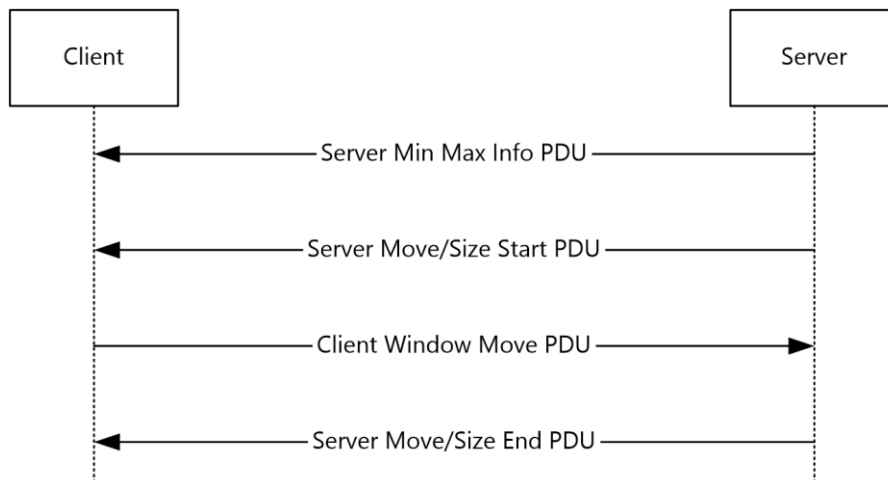 Client
Server
Server Min Max Info PDU
Server Move/Size Start PDU
Client Window Move PDU
Server Move/Size End PDU